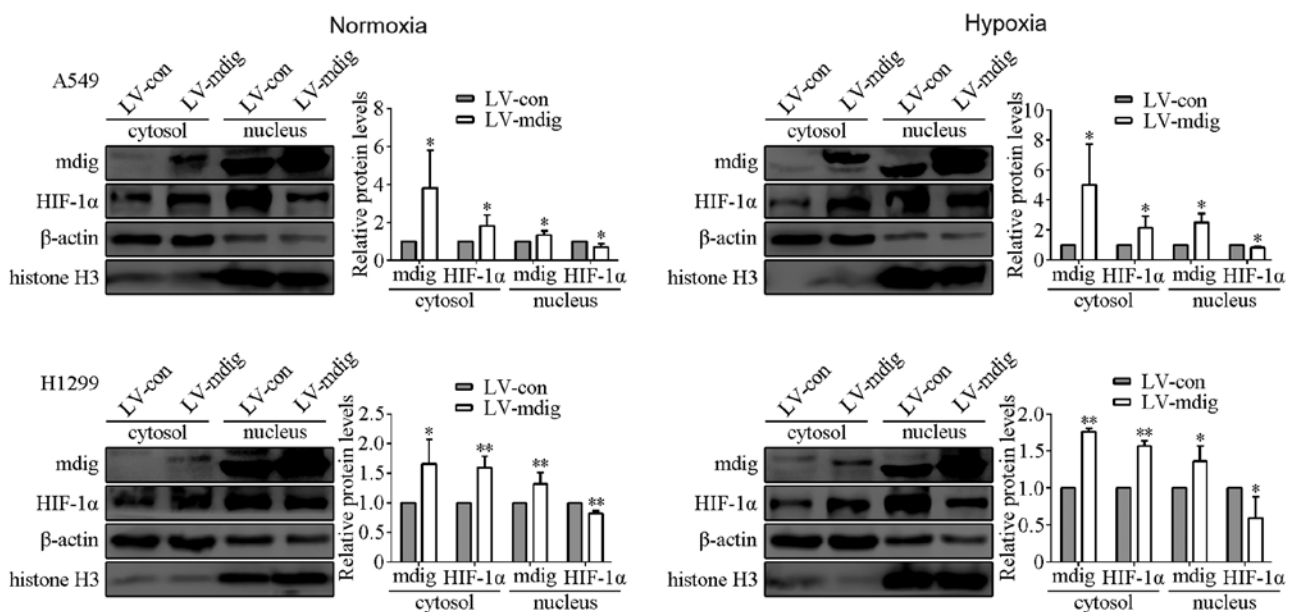 Normoxia
Hypoxia
A549
LV-con LV-mdig LV-con LV-mdig
cytosol nucleus
mdig
HIF-1α
β-actin
histone H3
Relative protein levels
LV-con
LV-mdig
8
6
4
2
0
* * * *
mdig HIF-1α mdig HIF-1α
cytosol nucleus
LV-con LV-mdig LV-con LV-mdig
cytosol nucleus
mdig
HIF-1α
β-actin
histone H3
Relative protein levels
LV-con
LV-mdig
10
8
6
4
2
0
* * * *
mdig HIF-1α mdig HIF-1α
cytosol nucleus
H1299
LV-con LV-mdig LV-con LV-mdig
cytosol nucleus
mdig
HIF-1α
β-actin
histone H3
Relative protein levels
LV-con
LV-mdig
2.5
2.0
1.5
1.0
0.5
0
* ** ** **
mdig HIF-1α mdig HIF-1α
cytosol nucleus
LV-con LV-mdig LV-con LV-mdig
cytosol nucleus
mdig
HIF-1α
β-actin
histone H3
Relative protein levels
LV-con
LV-mdig
2.0
1.5
1.0
0.5
0
** ** * *
mdig HIF-1α mdig HIF-1α
cytosol nucleus